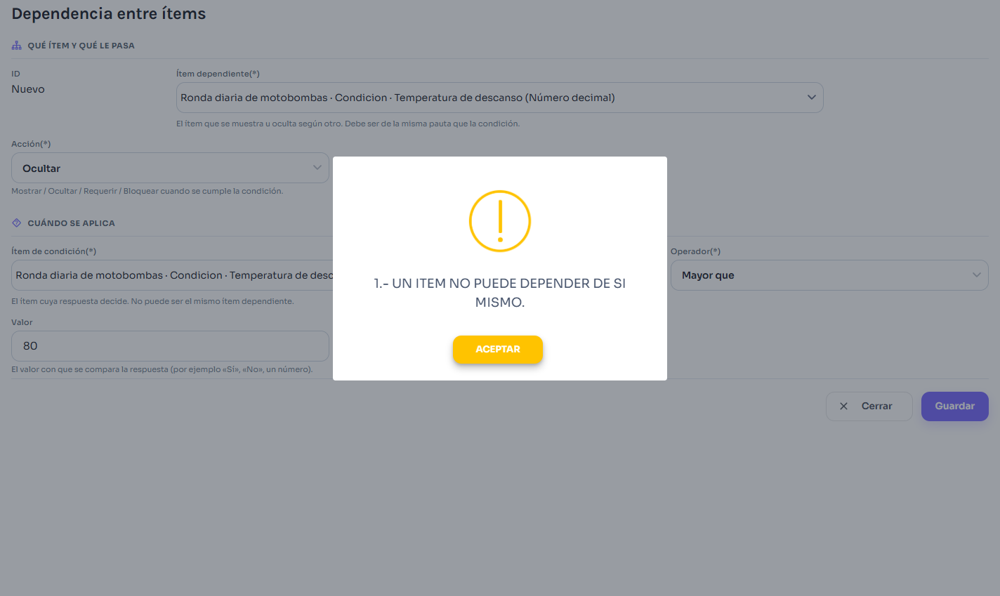 Dependencia entre ítems
QUÉ ÍTEM Y QUÉ LE PASA
ID
Ítem dependiente(*)
Nuevo
Ronda diaria de motobombas · Condicion · Temperatura de descanso (Número decimal)
El ítem que se muestra u oculta según otro. Debe ser de la misma pauta que la condición.
Acción(*)
Ocultar
Mostrar / Ocultar / Requerir / Bloquear cuando se cumple la condición.
CUÁNDO SE APLICA
Ítem de condición(*)
Operador(*)
Ronda diaria de motobombas · Condicion · Temperatura de desc
Mayor que
El ítem cuya respuesta decide. No puede ser el mismo ítem dependiente.
Valor
80
El valor con que se compara la respuesta (por ejemplo «Sí», «No», un número).
1.- UN ITEM NO PUEDE DEPENDER DE SI
MISMO.
ACEPTAR
Cerrar
Guardar